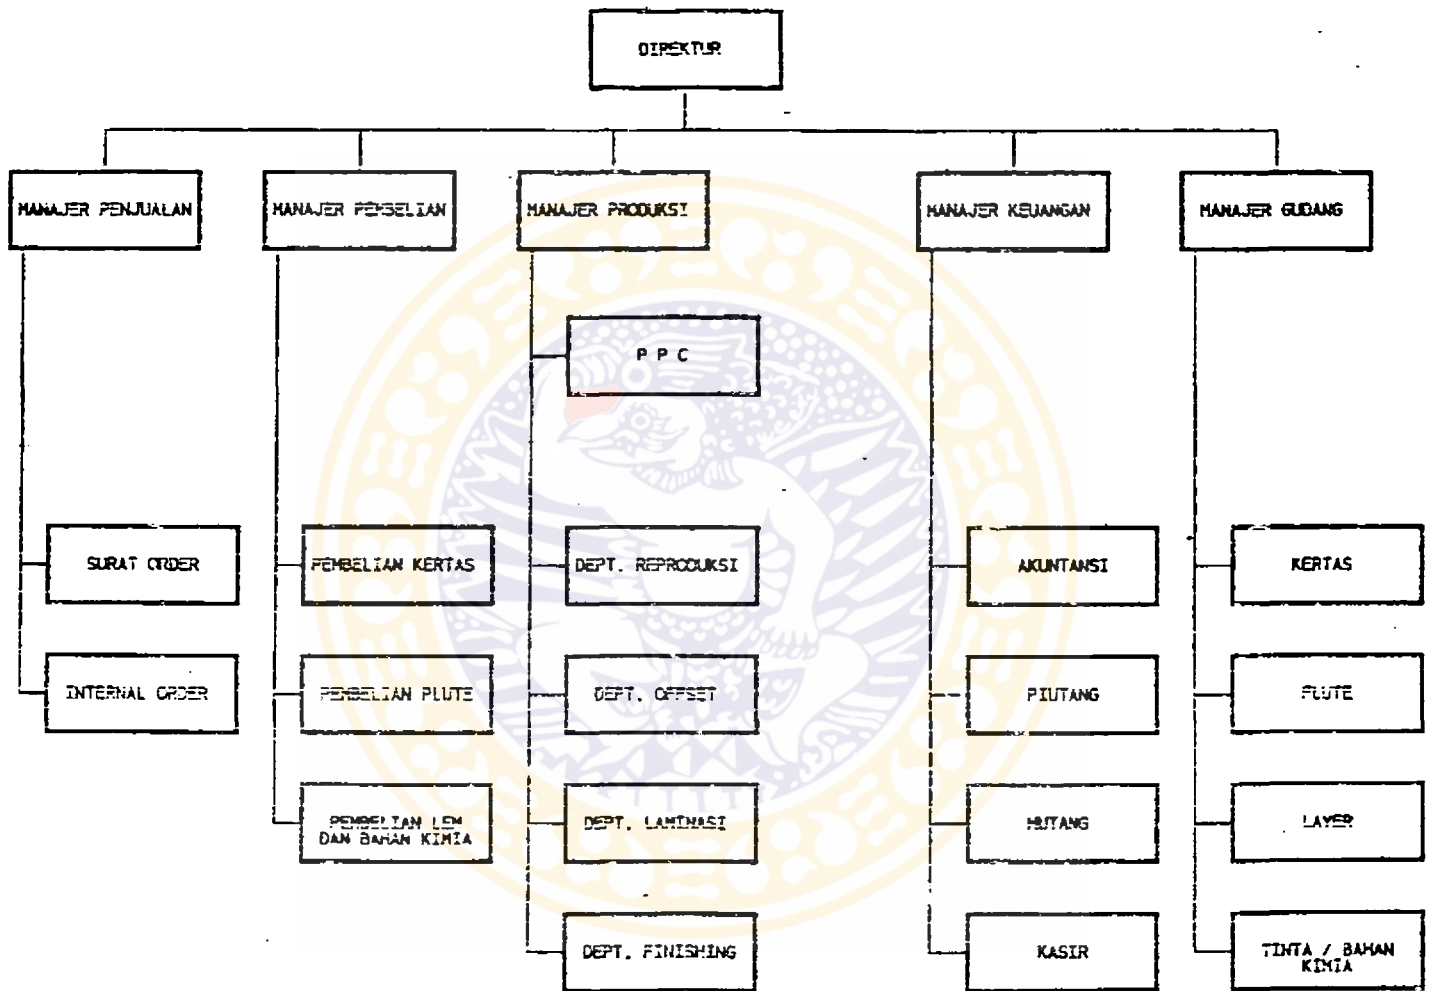 DIREKTUR
MANAJER PENJUALAN
MANAJER PEMBELIAN
MANAJER PRODUKSI
MANAJER KEUANGAN
MANAJER GUDANG
P P C
SURAT ORDER
PEMBELIAN KERTAS
DEPT. REPRODUKSI
AKUNTANSI
KERTAS
INTERNAL ORDER
PEMBELIAN PLUTE
DEPT. OFFSET
PIUTANG
FLUTE
PEMBELIAN LEM
DAN BAHAN KIMIA
DEPT. LAMINASI
HUTANG
LAYER
DEPT. FINISHING
KASIR
TINTA / BAHAN
KIMIA